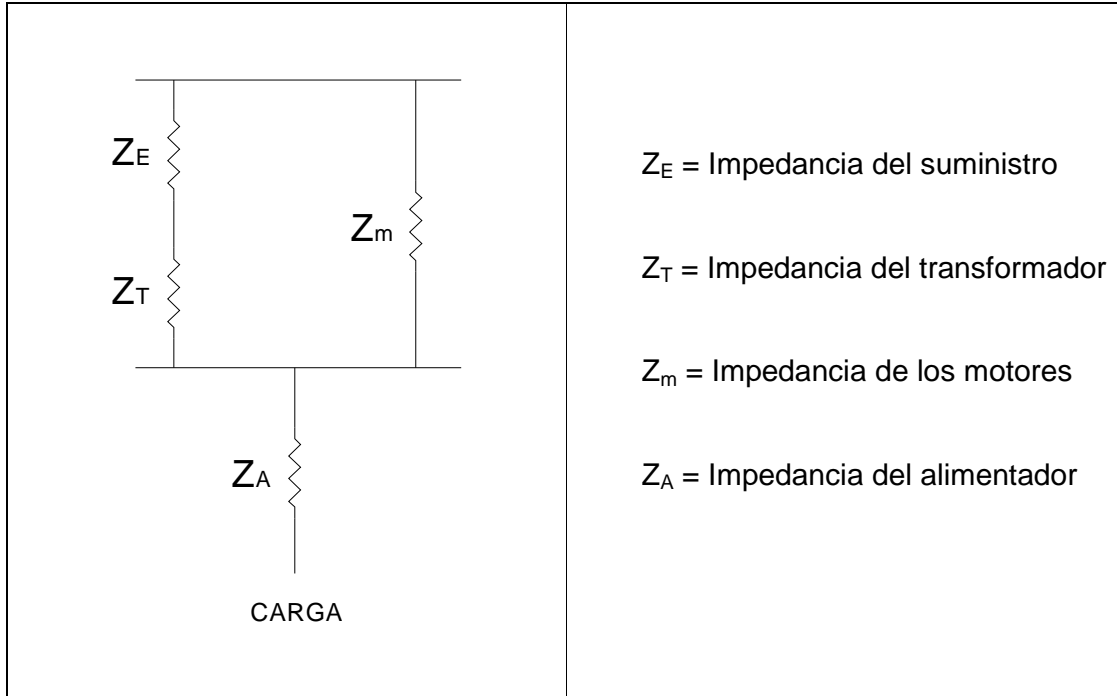 ZE
ZT
Zm
ZA
CARGA
ZE = Impedancia del suministro
ZT = Impedancia del transformador
Zm = Impedancia de los motores
ZA = Impedancia del alimentador